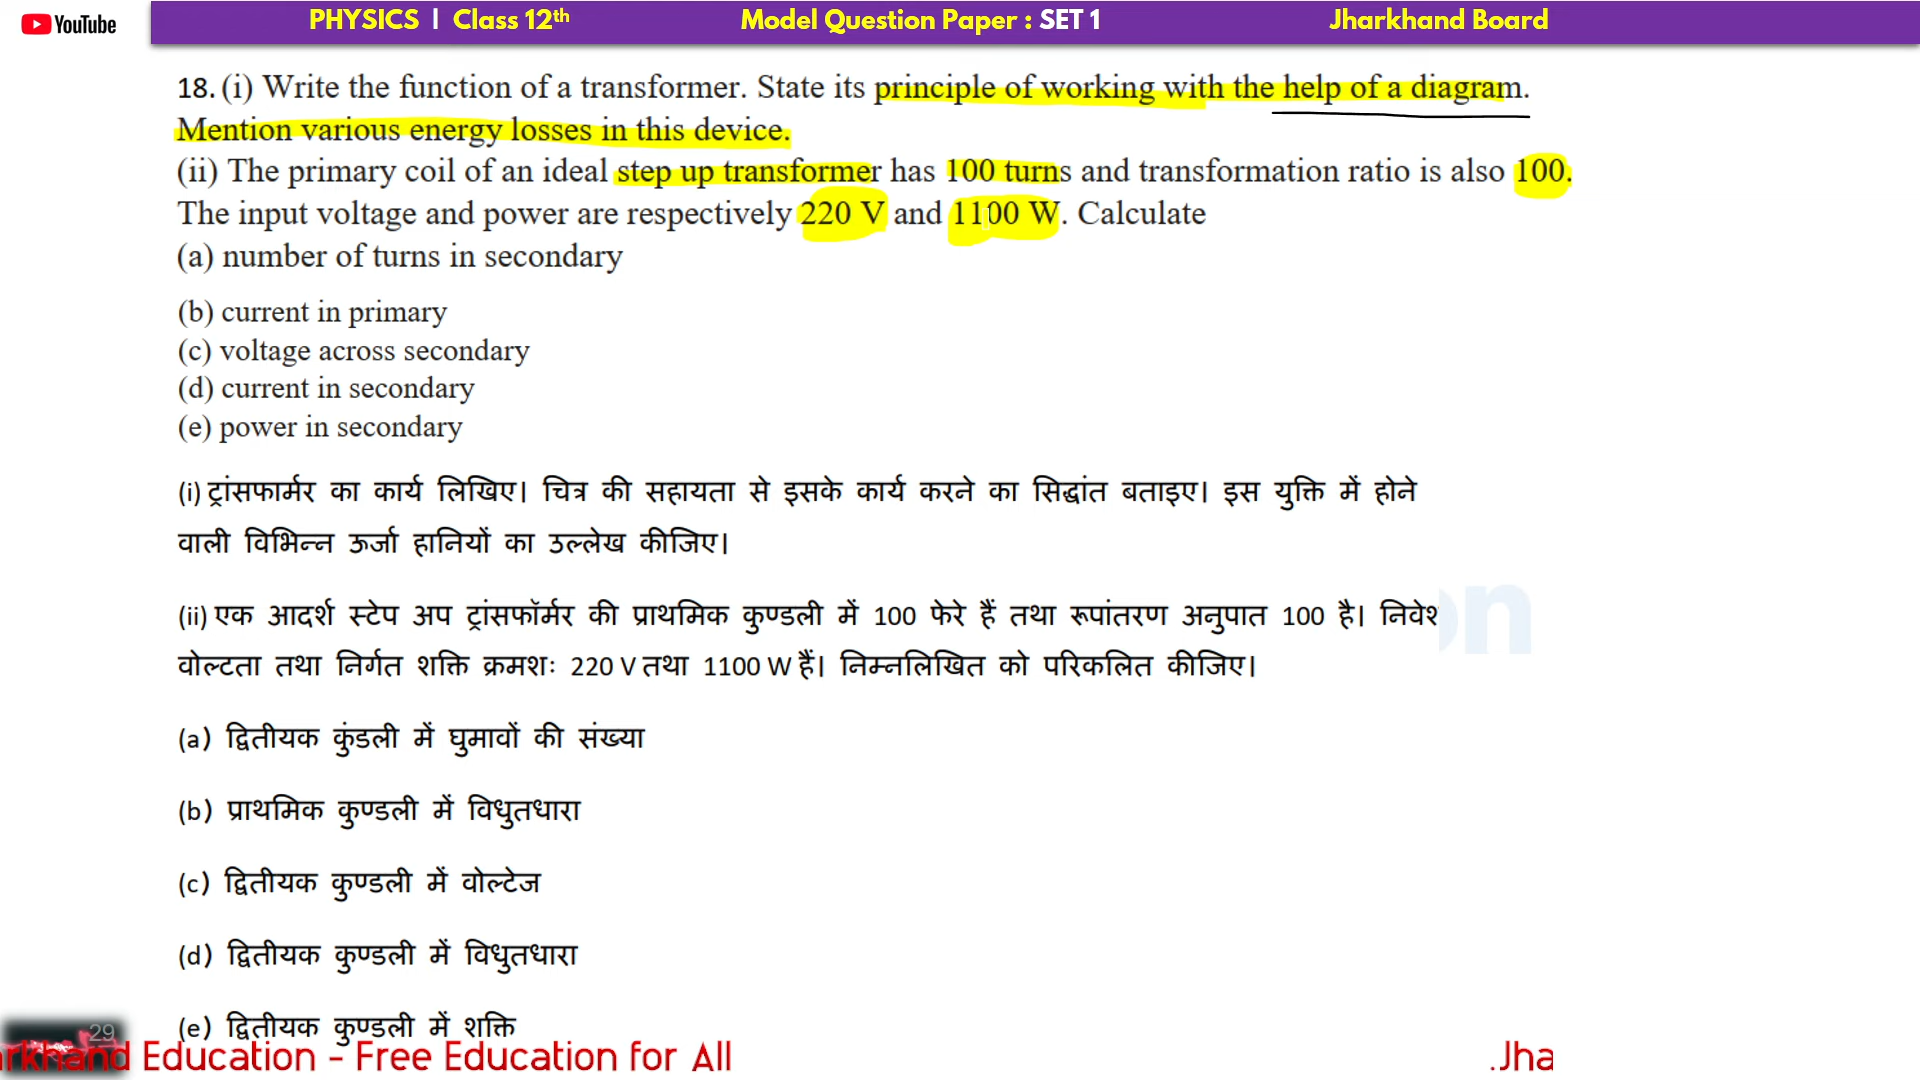 YouTube
PHYSICS | Class 12th Model Question Paper : SET 1 Jharkhand Board
18. (i) Write the function of a transformer. State its principle of working with the help of a diagram.
Mention various energy losses in this device.
(ii) The primary coil of an ideal step up transformer has 100 turns and transformation ratio is also 100.
The input voltage and power are respectively 220 V and 1100 W. Calculate
(a) number of turns in secondary
(b) current in primary
(c) voltage across secondary
(d) current in secondary
(e) power in secondary
(i) ट्रांसफार्मर का कार्य लिखिए। चित्र की सहायता से इसके कार्य करने का सिद्धांत बताइए। इस युक्ति में होने
वाली विभिन्न ऊर्जा हानियों का उल्लेख कीजिए।
(ii) एक आदर्श स्टेप अप ट्रांसफॉर्मर की प्राथमिक कुण्डली में 100 फेरे हैं तथा रूपांतरण अनुपात 100 है। निवेश
वोल्टता तथा निर्गत शक्ति क्रमशः 220 V तथा 1100 W हैं। निम्नलिखित को परिकलित कीजिए।
(a) द्वितीयक कुंडली में घुमावों की संख्या
(b) प्राथमिक कुण्डली में विधुतधारा
(c) द्वितीयक कुण्डली में वोल्टेज
(d) द्वितीयक कुण्डली में विधुतधारा
(e) द्वितीयक कुण्डली में शक्ति
29
arkhand Education - Free Education for All .Jha